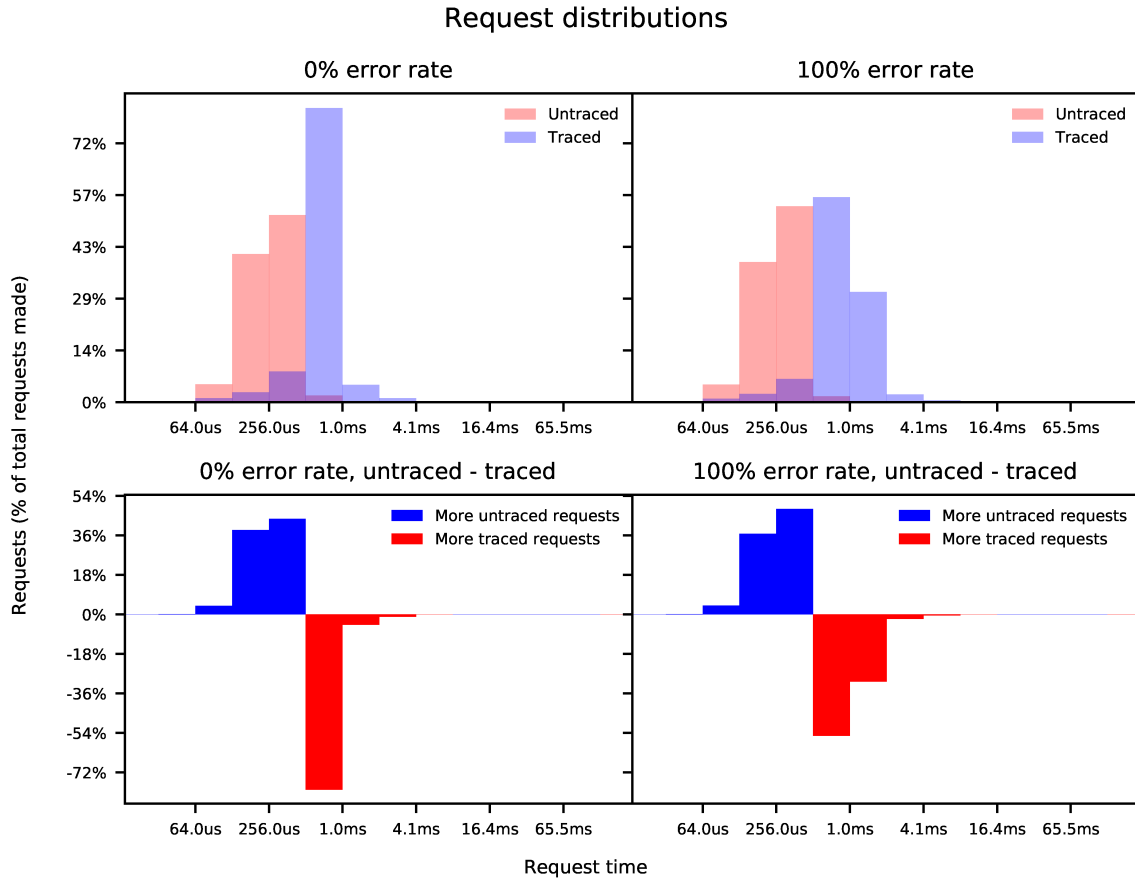 Request distributions
0% error rate
100% error rate
Untraced
Traced
Untraced
Traced
72%
57%
43%
29%
14%
0%
64.0us 256.0us 1.0ms 4.1ms 16.4ms 65.5ms
64.0us 256.0us 1.0ms 4.1ms 16.4ms 65.5ms
Requests (% of total requests made)
0% error rate, untraced - traced
100% error rate, untraced - traced
More untraced requests
More traced requests
More untraced requests
More traced requests
54%
36%
18%
0%
-18%
-36%
-54%
-72%
64.0us 256.0us 1.0ms 4.1ms 16.4ms 65.5ms
64.0us 256.0us 1.0ms 4.1ms 16.4ms 65.5ms
Request time